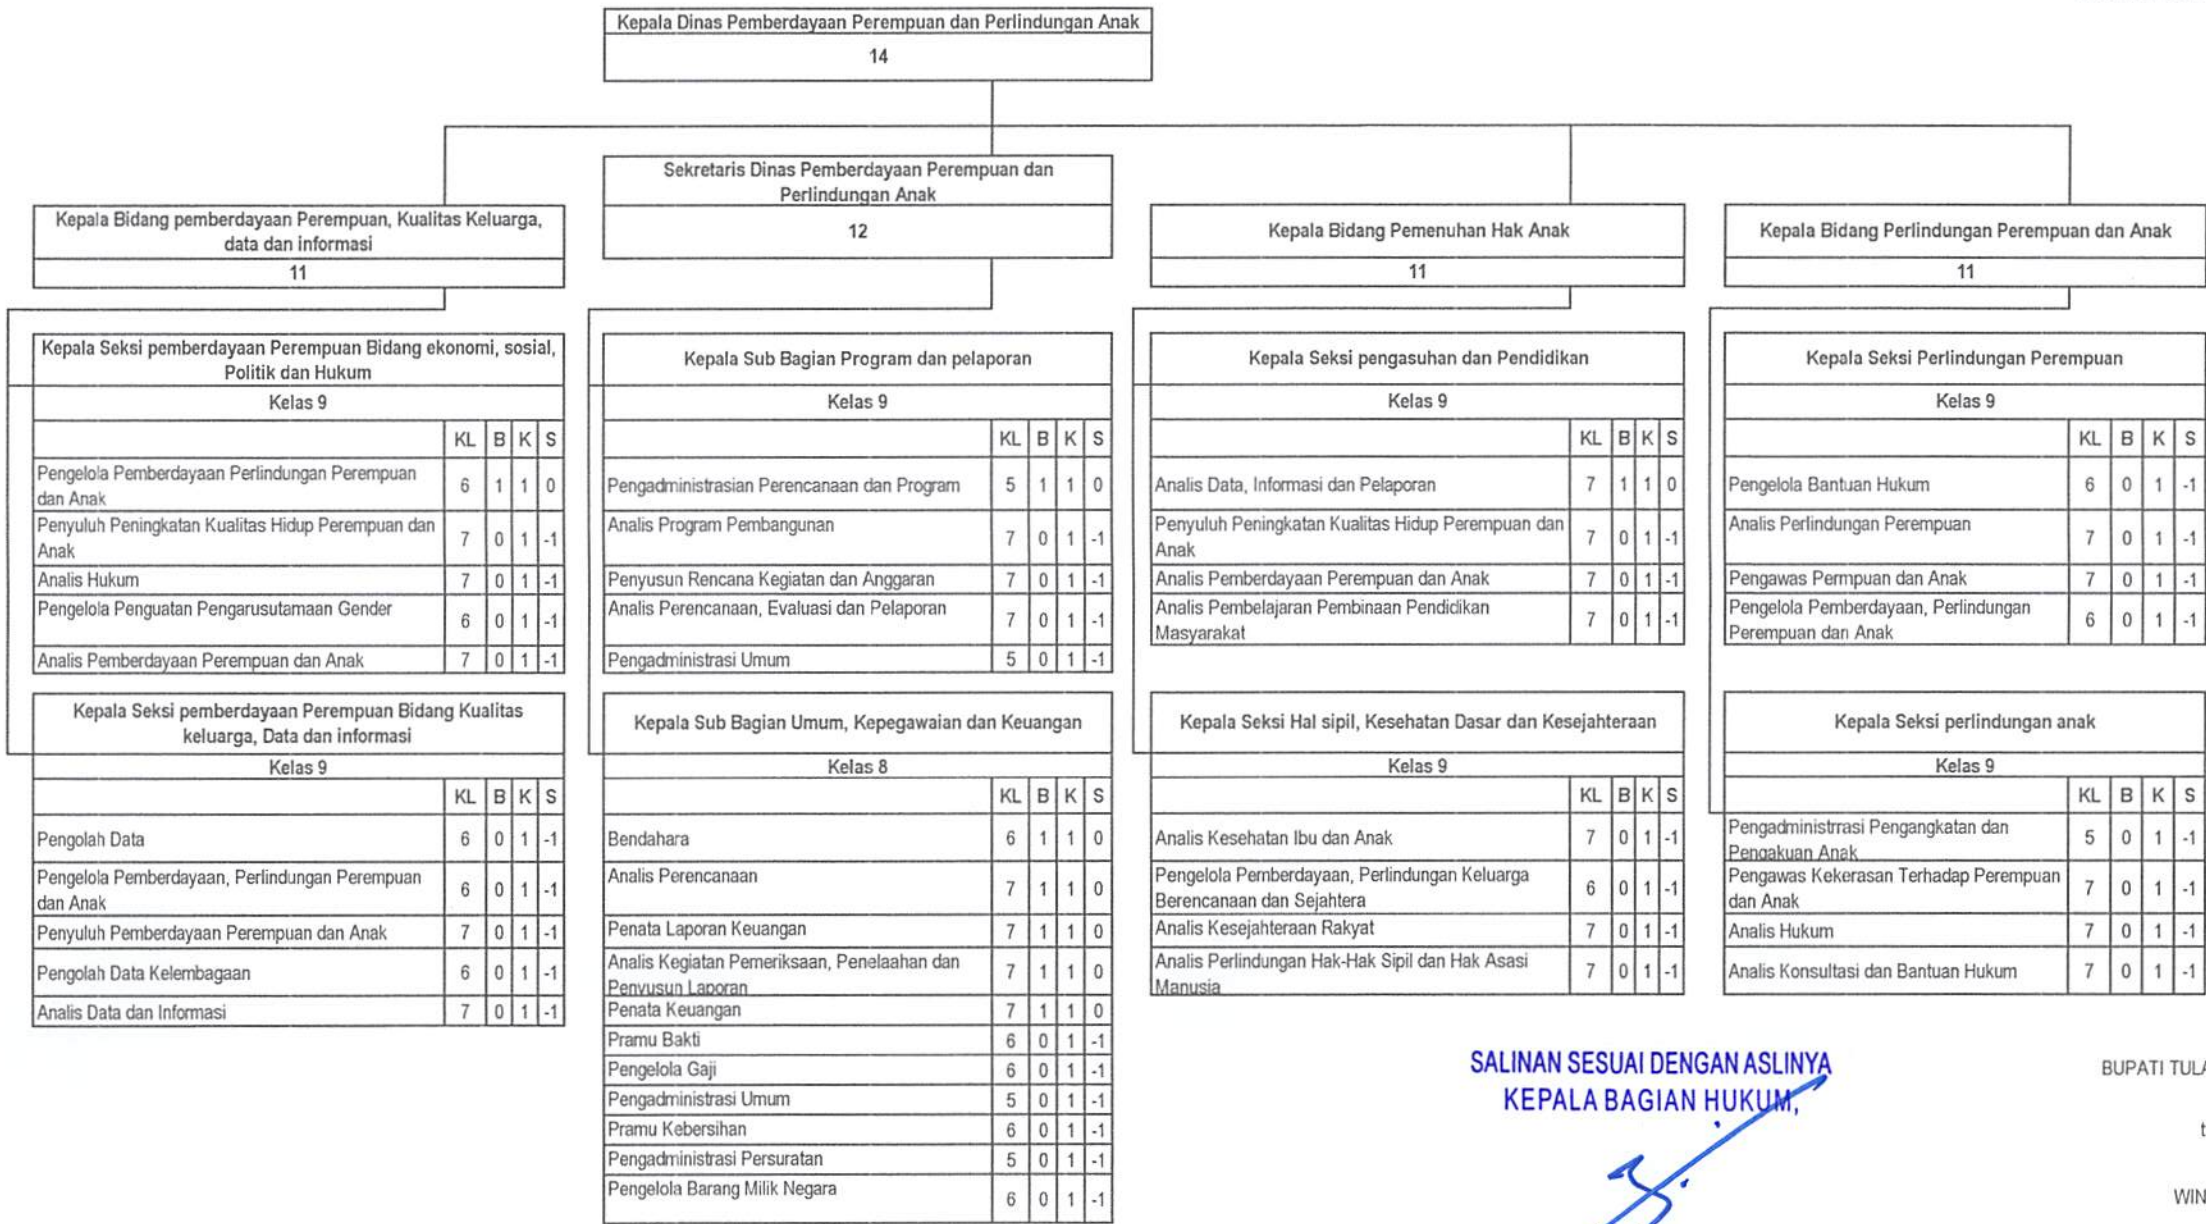 Kepala Dinas Pemberdayaan Perempuan dan Perlindungan Anak
14
Sekretaris Dinas Pemberdayaan Perempuan dan
Perlindungan Anak
12
Kepala Bidang pemberdayaan Perempuan, Kualitas Keluarga,
data dan informasi
11
Kepala Bidang Pemenuhan Hak Anak
11
Kepala Bidang Perlindungan Perempuan dan Anak
11
Kepala Seksi pemberdayaan Perempuan Bidang ekonomi, sosial,
Politik dan Hukum
Kelas 9
KL B K S
Pengelola Pemberdayaan Perlindungan Perempuan
dan Anak 6 1 1 0
Penyuluh Peningkatan Kualitas Hidup Perempuan dan
Anak 7 0 1 -1
Analis Hukum 7 0 1 -1
Pengelola Penguatan Pengarusutamaan Gender 6 0 1 -1
Analis Pemberdayaan Perempuan dan Anak 7 0 1 -1
Kepala Seksi pemberdayaan Perempuan Bidang Kualitas
keluarga, Data dan informasi
Kelas 9
KL B K S
Pengolah Data 6 0 1 -1
Pengelola Pemberdayaan, Perlindungan Perempuan
dan Anak 6 0 1 -1
Penyuluh Pemberdayaan Perempuan dan Anak 7 0 1 -1
Pengolah Data Kelembagaan 6 0 1 -1
Analis Data dan Informasi 7 0 1 -1
Kepala Sub Bagian Program dan pelaporan
Kelas 9
KL B K S
Pengadministrasian Perencanaan dan Program 5 1 1 0
Analis Program Pembangunan 7 0 1 -1
Penyusun Rencana Kegiatan dan Anggaran 7 0 1 -1
Analis Perencanaan, Evaluasi dan Pelaporan 7 0 1 -1
Pengadministrasi Umum 5 0 1 -1
Kepala Sub Bagian Umum, Kepegawaian dan Keuangan
Kelas 8
KL B K S
Bendahara 6 1 1 0
Analis Perencanaan 7 1 1 0
Penata Laporan Keuangan 7 1 1 0
Analis Kegiatan Pemeriksaan, Penelaahan dan
Penyusun Laporan 7 1 1 0
Penata Keuangan 7 1 1 0
Pramu Bakti 6 0 1 -1
Pengelola Gaji 6 0 1 -1
Pengadministrasi Umum 5 0 1 -1
Pramu Kebersihan 6 0 1 -1
Pengadministrasi Persuratan 5 0 1 -1
Pengelola Barang Milik Negara 6 0 1 -1
Kepala Seksi pengasuhan dan Pendidikan
Kelas 9
KL B K S
Analis Data, Informasi dan Pelaporan 7 1 1 0
Penyuluh Peningkatan Kualitas Hidup Perempuan dan
Anak 7 0 1 -1
Analis Pemberdayaan Perempuan dan Anak 7 0 1 -1
Analis Pembelajaran Pembinaan Pendidikan
Masyarakat 7 0 1 -1
Kepala Seksi Hal sipil, Kesehatan Dasar dan Kesejahteraan
Kelas 9
KL B K S
Analis Kesehatan Ibu dan Anak 7 0 1 -1
Pengelola Pemberdayaan, Perlindungan Keluarga
Berencanaan dan Sejahtera 6 0 1 -1
Analis Kesejahteraan Rakyat 7 0 1 -1
Analis Perlindungan Hak-Hak Sipil dan Hak Asasi
Manusia 7 0 1 -1
Kepala Seksi Perlindungan Perempuan
Kelas 9
KL B K S
Pengelola Bantuan Hukum 6 0 1 -1
Analis Perlindungan Perempuan 7 0 1 -1
Pengawas Permpuan dan Anak 7 0 1 -1
Pengelola Pemberdayaan, Perlindungan
Perempuan dan Anak 6 0 1 -1
Kepala Seksi perlindungan anak
Kelas 9
KL B K S
Pengadministrrasi Pengangkatan dan
Pengakuan Anak 5 0 1 -1
Pengawas Kekerasan Terhadap Perempuan
dan Anak 7 0 1 -1
Analis Hukum 7 0 1 -1
Analis Konsultasi dan Bantuan Hukum 7 0 1 -1
SALINAN SESUAI DENGAN ASLINYA
KEPALA BAGIAN HUKUM,
BUPATI TULA
t
WIN